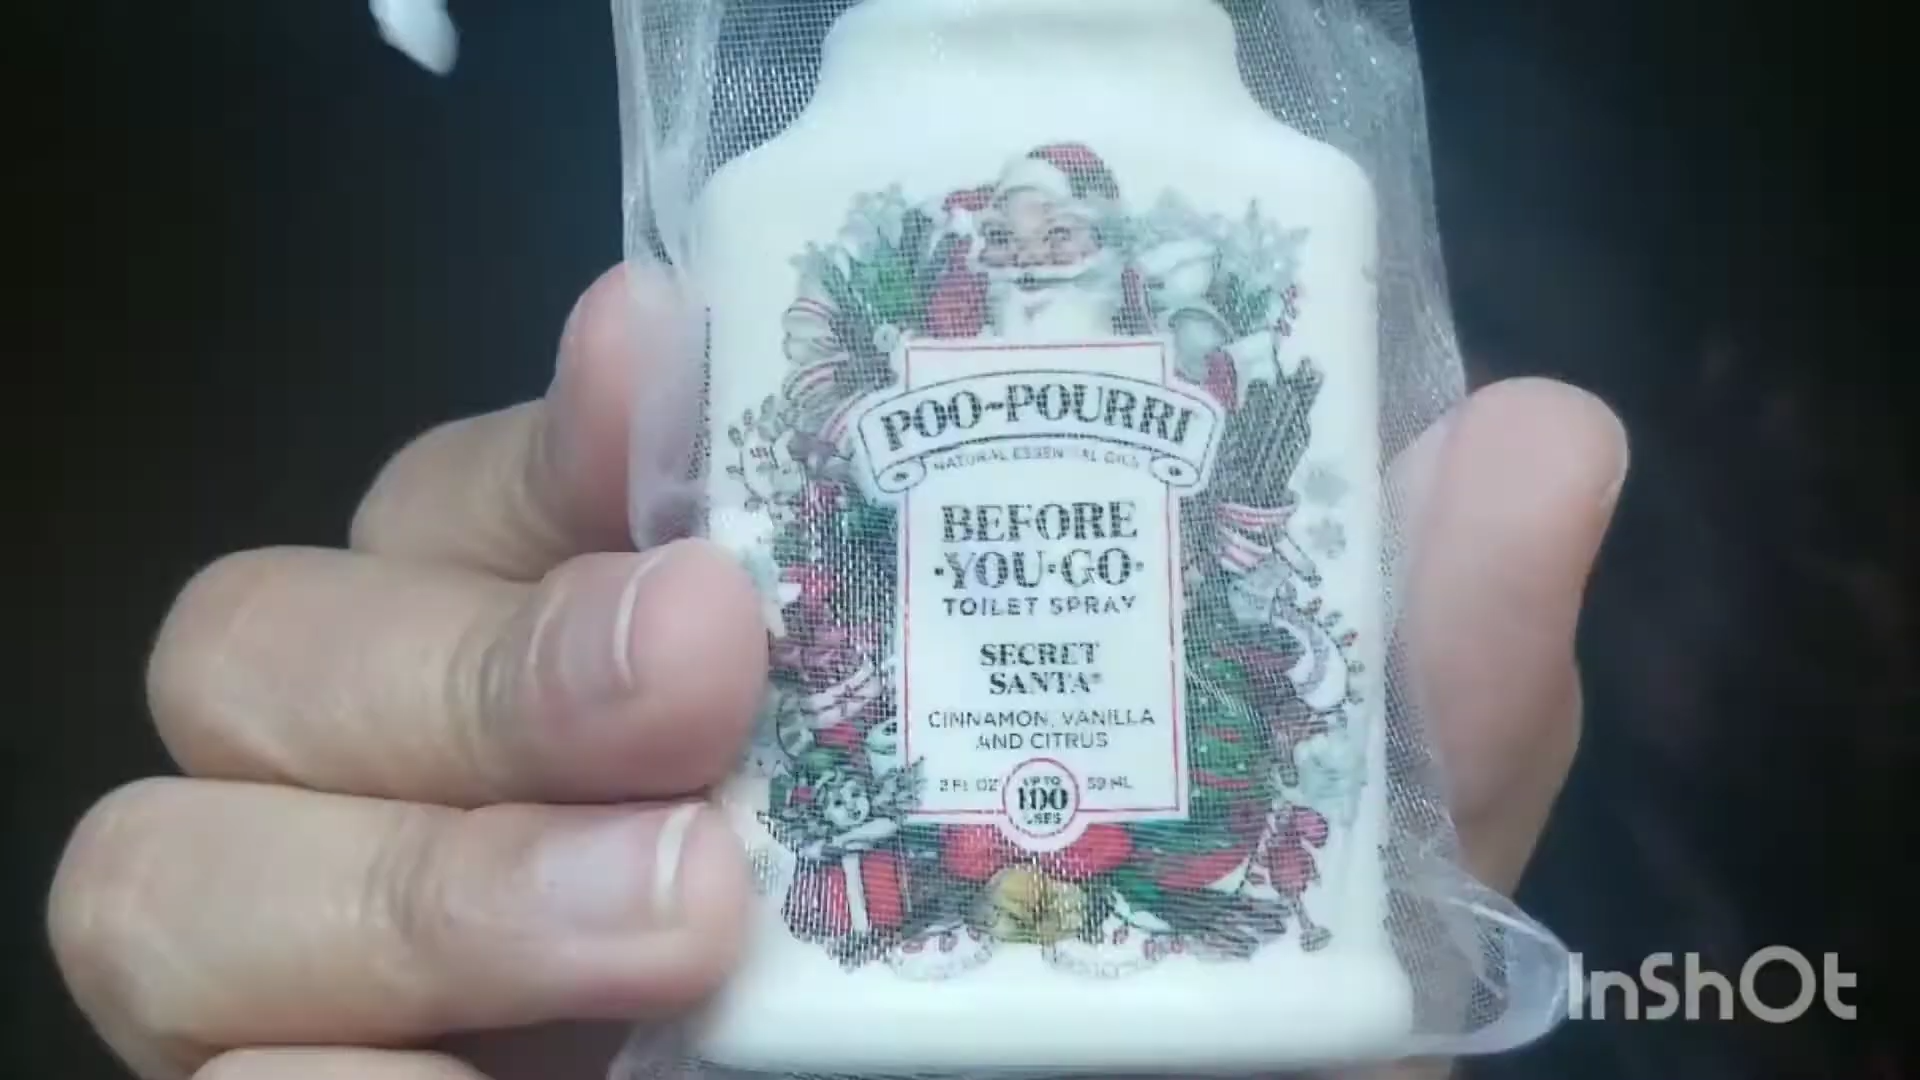 POO~POURRI
NATURAL ESSENTIAL OILS
BEFORE
·YOU·GO·
TOILET SPRAY
SECRET
SANTA®
CINNAMON, VANILLA
AND CITRUS
2 FL OZ
UP TO
100
USES
59 ML
InShOt